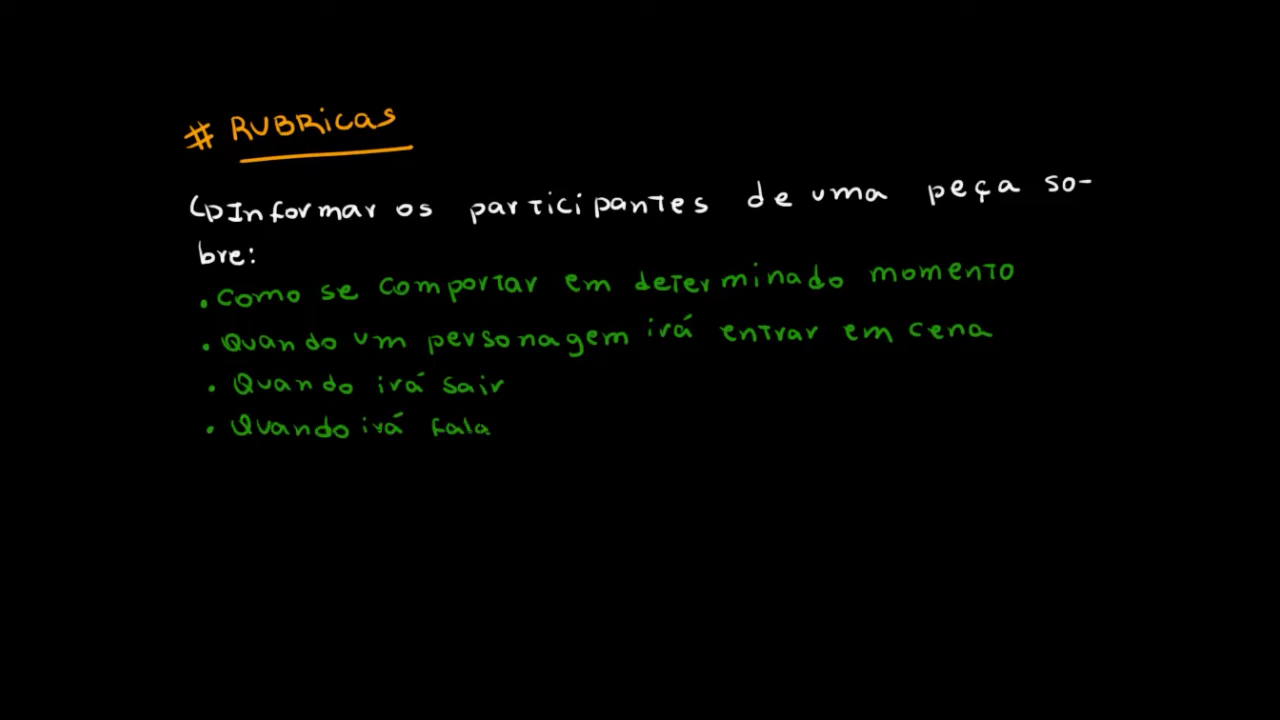 # RUBRicas
↳Informar os participantes de uma peça so-
bre:
• Como se comportar em determinado momento
• Quando um personagem irá entrar em cena
• Quando irá sair
• Quando irá fala